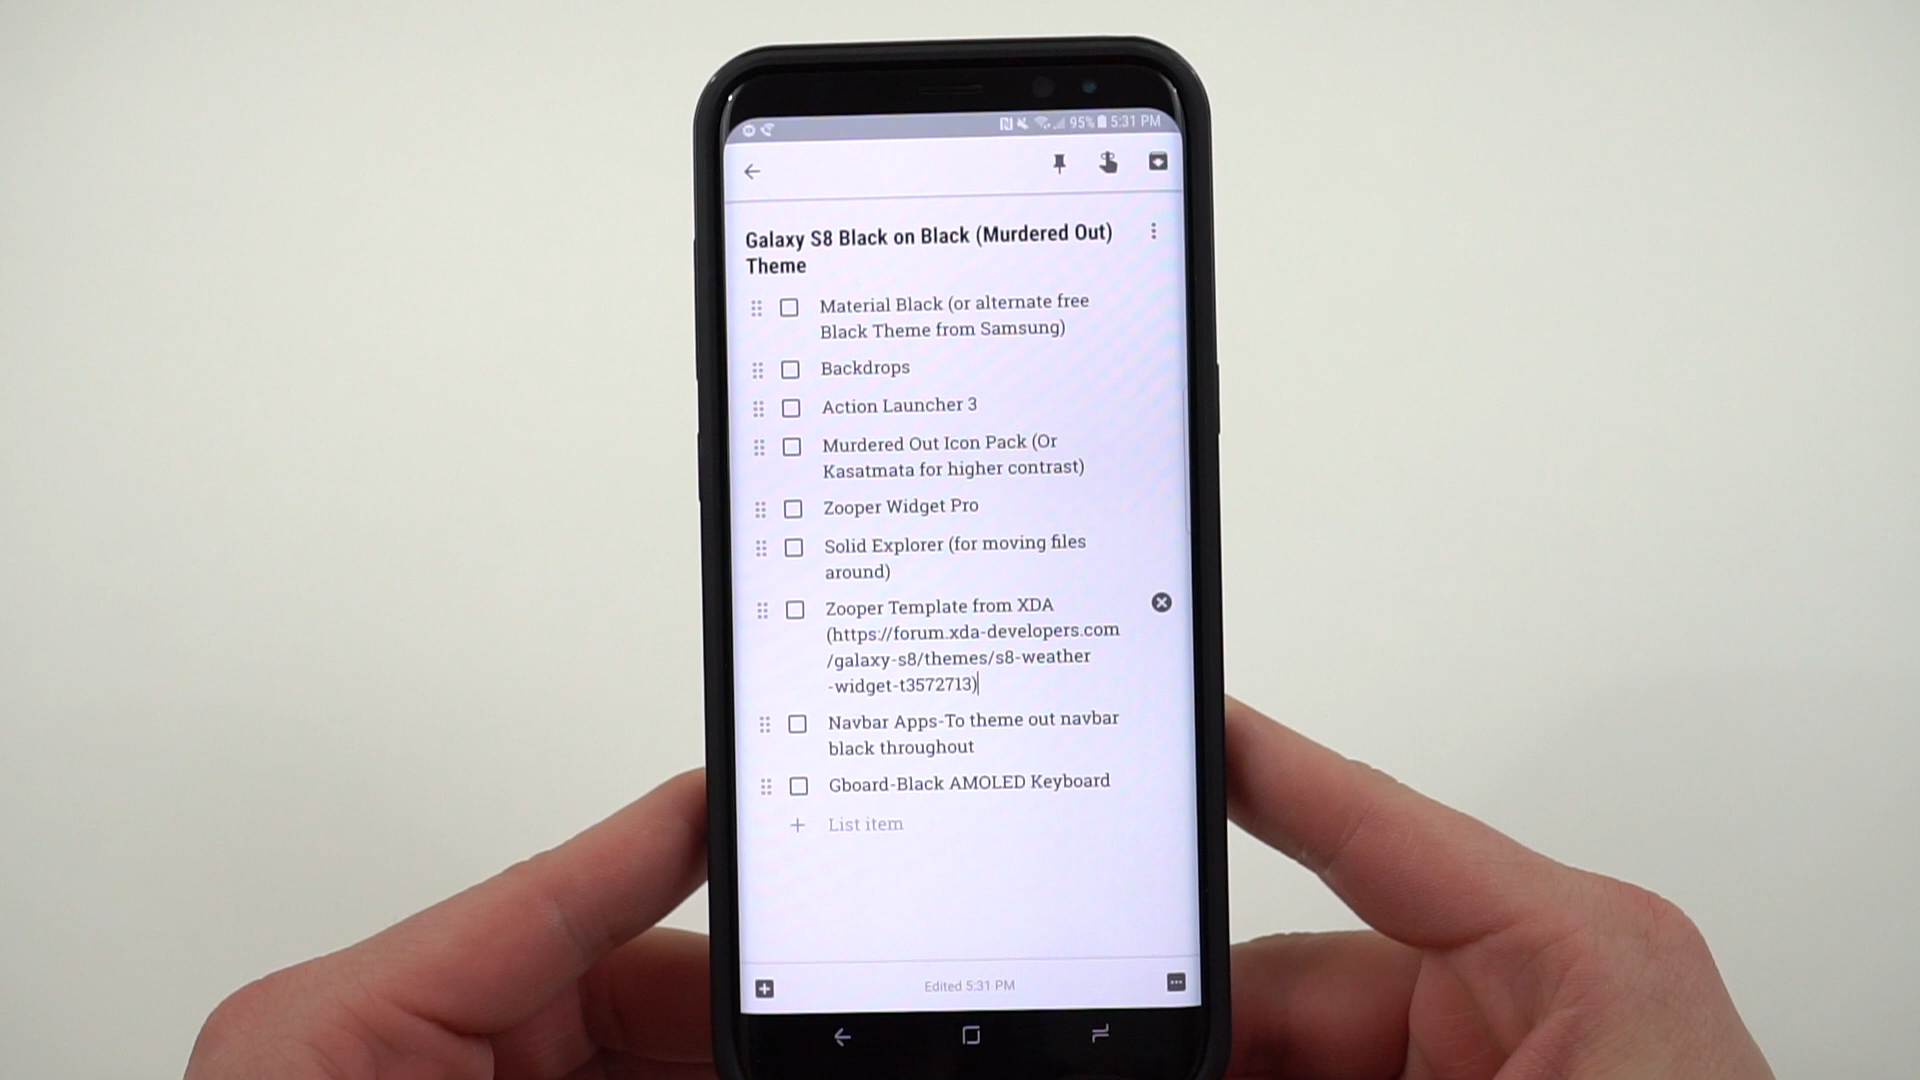 95% 5:31 PM
Galaxy S8 Black on Black (Murdered Out)
Theme
Material Black (or alternate free
Black Theme from Samsung)
Backdrops
Action Launcher 3
Murdered Out Icon Pack (Or
Kasatmata for higher contrast)
Zooper Widget Pro
Solid Explorer (for moving files
around)
Zooper Template from XDA
(https://forum.xda-developers.com
/galaxy-s8/themes/s8-weather
-widget-t3572713)
Navbar Apps-To theme out navbar
black throughout
Gboard-Black AMOLED Keyboard
+ List item
Edited 5:31 PM